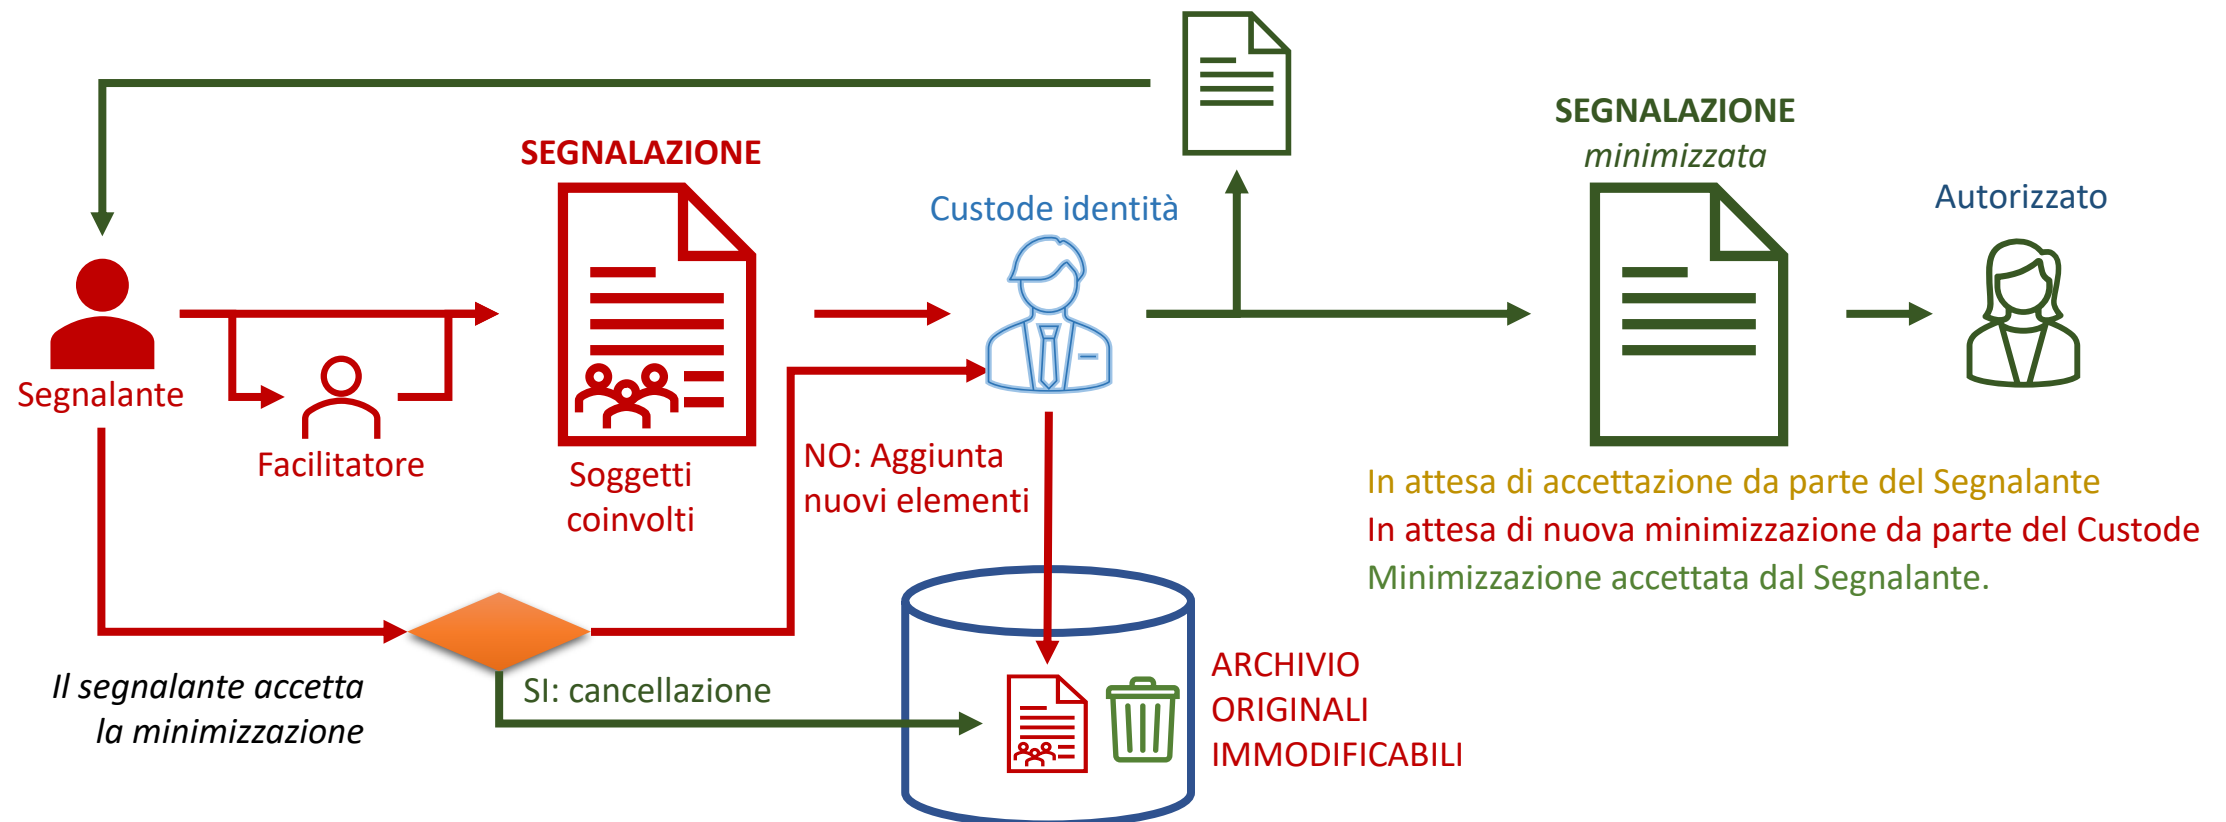 SEGNALAZIONE
SEGNALAZIONE
minimizzata
Custode identità
Autorizzato
Segnalante
Facilitatore
Soggetti
coinvolti
NO: Aggiunta
nuovi elementi
In attesa di accettazione da parte del Segnalante
In attesa di nuova minimizzazione da parte del Custode
Minimizzazione accettata dal Segnalante.
Il segnalante accetta
la minimizzazione
SI: cancellazione
ARCHIVIO
ORIGINALI
IMMODIFICABILI